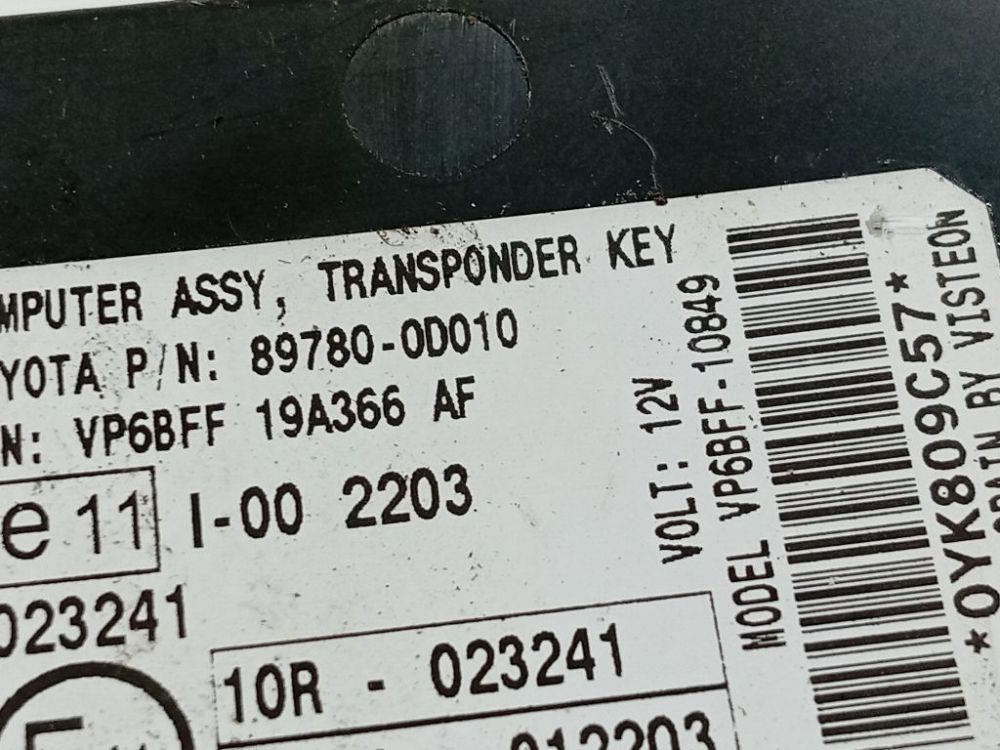 MPUTER ASSY, TRANSPONDER KEY
YOTA P/N: 89780-0D010
N: VP6BFF 19A366 AF
e 11 I-00 2203
023241
10R - 023241
012203
VOLT: 12V
MODEL VP6BFF-10849
*0YK809C57*
BY VISTEON